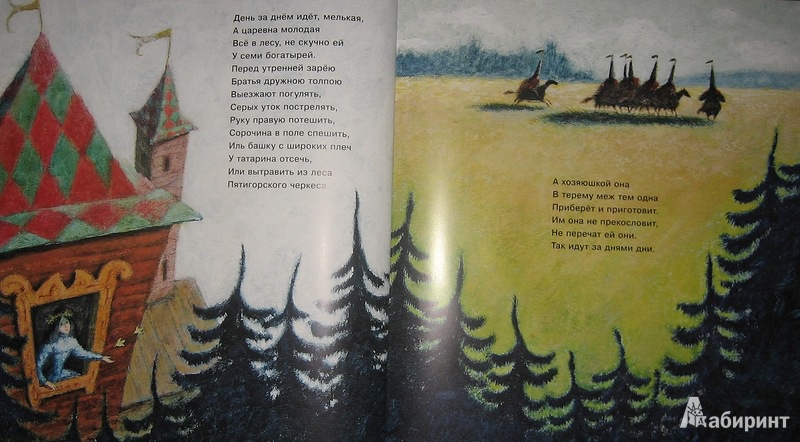 День за днём идёт, мелькая,
А царевна молодая
Всё в лесу, не скучно ей
У семи богатырей.
Перед утренней зарёю
Братья дружною толпою
Выезжают погулять,
Серых уток пострелять,
Руку правую потешить,
Сорочина в поле спешить,
Иль башку с широких плеч
У татарина отсечь,
Или вытравить из леса
Пятигорского черкеса.
А хозяюшкой она
В терему меж тем одна
Приберёт и приготовит,
Им она не прекословит,
Не перечат ей они.
Так идут за днями дни.
Лабиринт